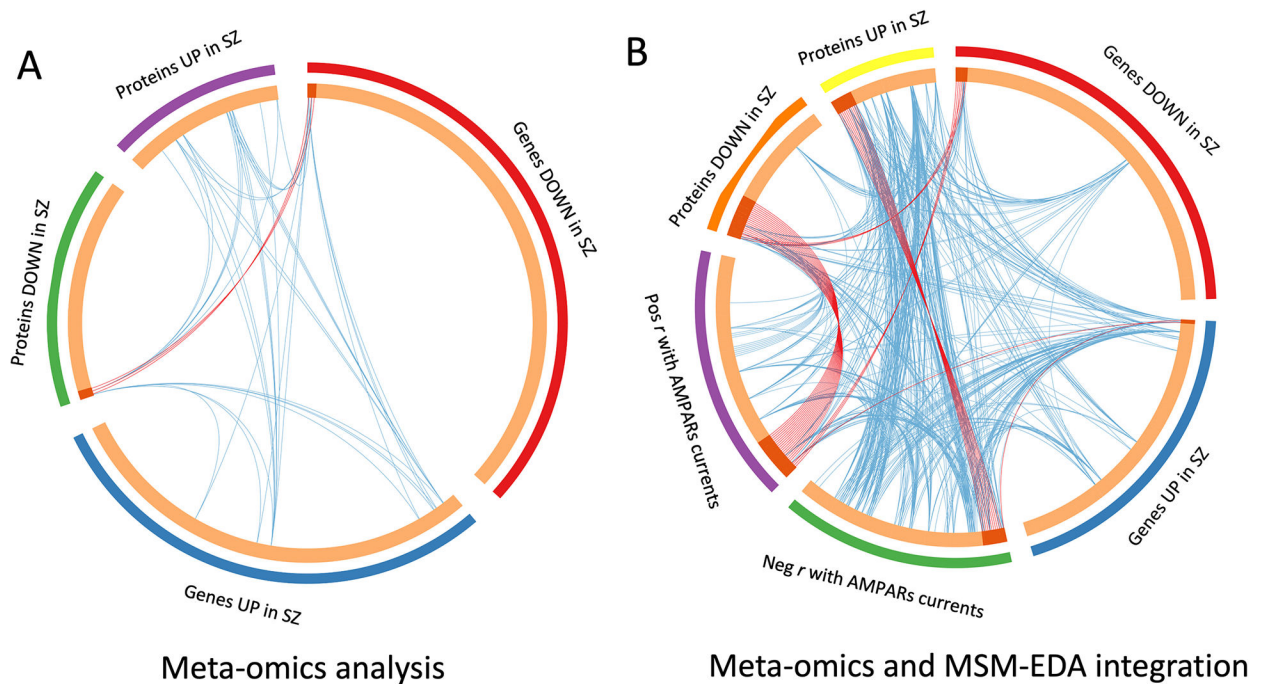 A
Proteins UP in SZ
Genes DOWN in SZ
Proteins DOWN in SZ
Genes UP in SZ
Meta-omics analysis
B
Proteins UP in SZ
Genes DOWN in SZ
Proteins DOWN in SZ
Pos r with AMPARs currents
Neg r with AMPARs currents
Genes UP in SZ
Meta-omics and MSM-EDA integration